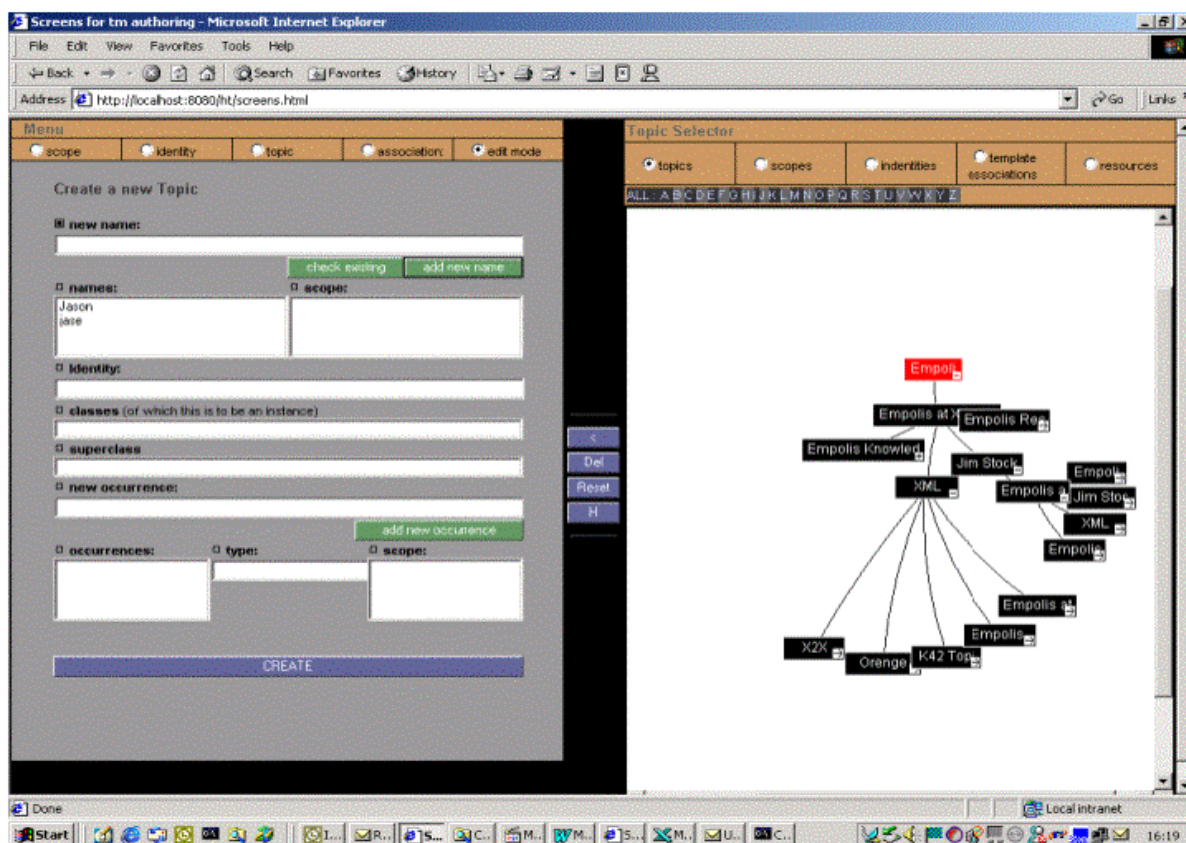 Screens for tm authoring - Microsoft Internet Explorer
File Edit View Favorites Tools Help
Back Search Favorites History
Address http://localhost:8080/ht/screens.html Go Links
Menu
scope identity topic association: edit mode
Create a new Topic
new name:
check existing add new name
names: scope:
Jason
jase
Identity:
classes (of which this is to be an instance)
superclass
new occurrence:
add new occurrence
occurrences: type: scope:
CREATE
<
Del
Reset
H
Topic Selector
topics scopes indentities template associations resources
ALL: A B C D E F G H I J K L M N O P Q R S T U V W X Y Z
Empoli
Empolis at X Empolis Res
Empolis Knowled
Jim Stock
Empoli
XML
Empolis a Jim Stoc
XML
Empolis
Empolis at
Empolis
X2X
Orenge
K42 Topi
Done Local intranet
Start I... R... S... C... M... M... S... M... U... C... 16:19